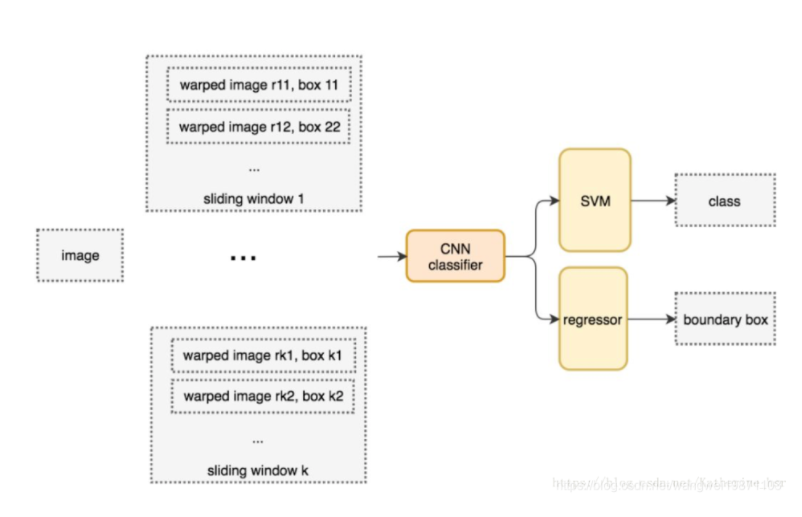 warped image r11, box 11
warped image r12, box 22
...
sliding window 1
image
...
CNN
classifier
SVM
class
regressor
boundary box
warped image rk1, box k1
warped image rk2, box k2
...
sliding window k